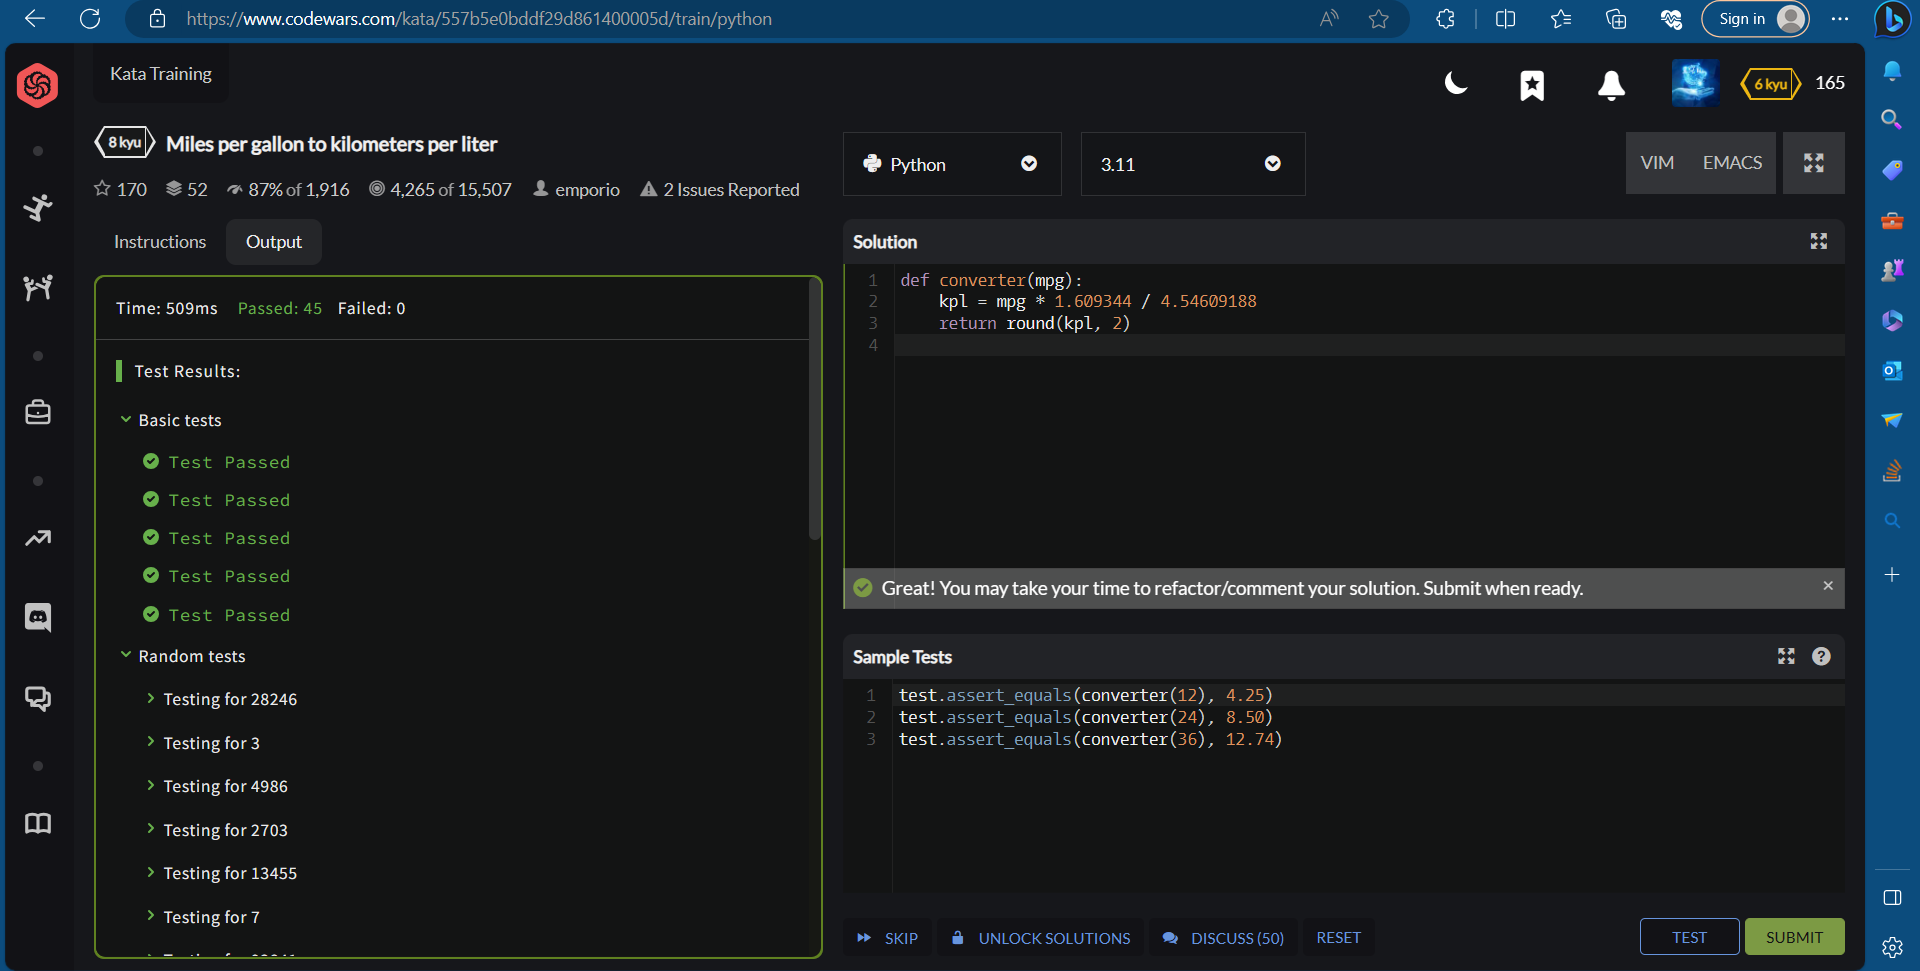 https://www.codewars.com/kata/557b5e0bddf29d861400005d/train/python
Sign in
Kata Training
6 kyu
165
8 kyu
Miles per gallon to kilometers per liter
170
52
87% of 1,916
4,265 of 15,507
emporio
2 Issues Reported
Python
3.11
VIM
EMACS
Instructions
Output
Time: 509ms Passed: 45 Failed: 0
Test Results:
Basic tests
Test Passed
Test Passed
Test Passed
Test Passed
Test Passed
Random tests
Testing for 28246
Testing for 3
Testing for 4986
Testing for 2703
Testing for 13455
Testing for 7
Solution
1 def converter(mpg):
2     kpl = mpg * 1.609344 / 4.54609188
3     return round(kpl, 2)
4
Great! You may take your time to refactor/comment your solution. Submit when ready.
Sample Tests
1 test.assert_equals(converter(12), 4.25)
2 test.assert_equals(converter(24), 8.50)
3 test.assert_equals(converter(36), 12.74)
SKIP
UNLOCK SOLUTIONS
DISCUSS (50)
RESET
TEST
SUBMIT